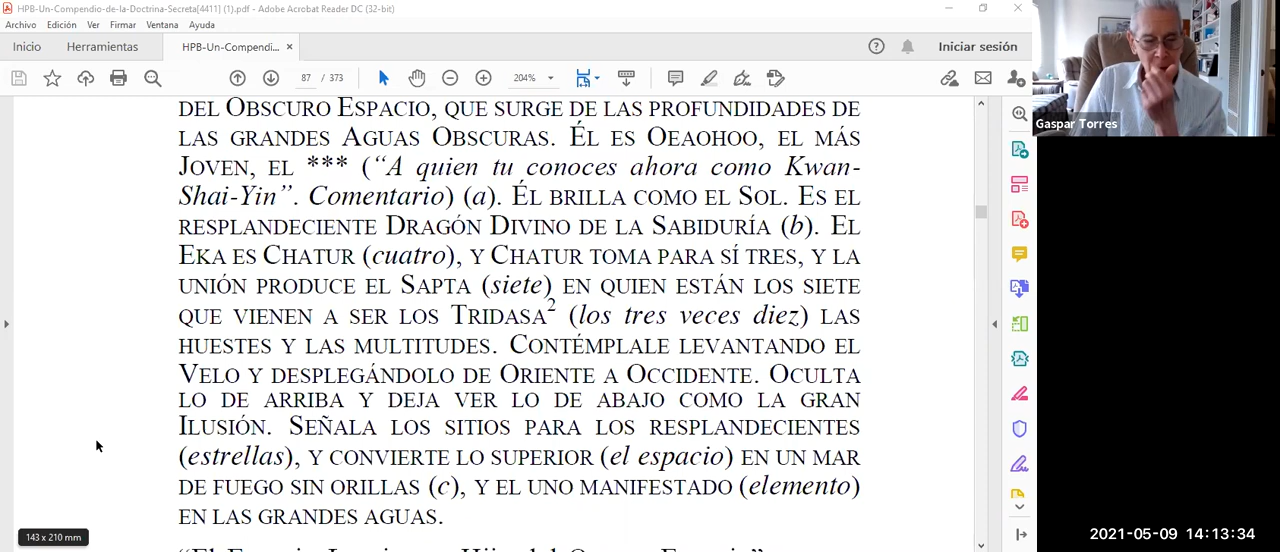 HPB-Un-Compendio-de-la-Doctrina-Secreta[4411] (1).pdf - Adobe Acrobat Reader DC (32-bit)
Archivo Edición Ver Firmar Ventana Ayuda
Inicio Herramientas HPB-Un-Compendi... × Iniciar sesión
87 / 373 204%
DEL OBSCURO ESPACIO, QUE SURGE DE LAS PROFUNDIDADES DE
LAS GRANDES AGUAS OBSCURAS. ÉL ES OEAOHOO, EL MÁS
JOVEN, EL *** (“A quien tu conoces ahora como Kwan-
Shai-Yin”. Comentario) (a). ÉL BRILLA COMO EL SOL. ES EL
RESPLANDECIENTE DRAGÓN DIVINO DE LA SABIDURÍA (b). EL
EKA ES CHATUR (cuatro), Y CHATUR TOMA PARA SÍ TRES, Y LA
UNIÓN PRODUCE EL SAPTA (siete) EN QUIEN ESTÁN LOS SIETE
QUE VIENEN A SER LOS TRIDASA2 (los tres veces diez) LAS
HUESTES Y LAS MULTITUDES. CONTÉMPLALE LEVANTANDO EL
VELO Y DESPLEGÁNDOLO DE ORIENTE A OCCIDENTE. OCULTA
LO DE ARRIBA Y DEJA VER LO DE ABAJO COMO LA GRAN
ILUSIÓN. SEÑALA LOS SITIOS PARA LOS RESPLANDECIENTES
(estrellas), Y CONVIERTE LO SUPERIOR (el espacio) EN UN MAR
DE FUEGO SIN ORILLAS (c), Y EL UNO MANIFESTADO (elemento)
EN LAS GRANDES AGUAS.
143 x 210 mm
Gaspar Torres
2021-05-09 14:13:34